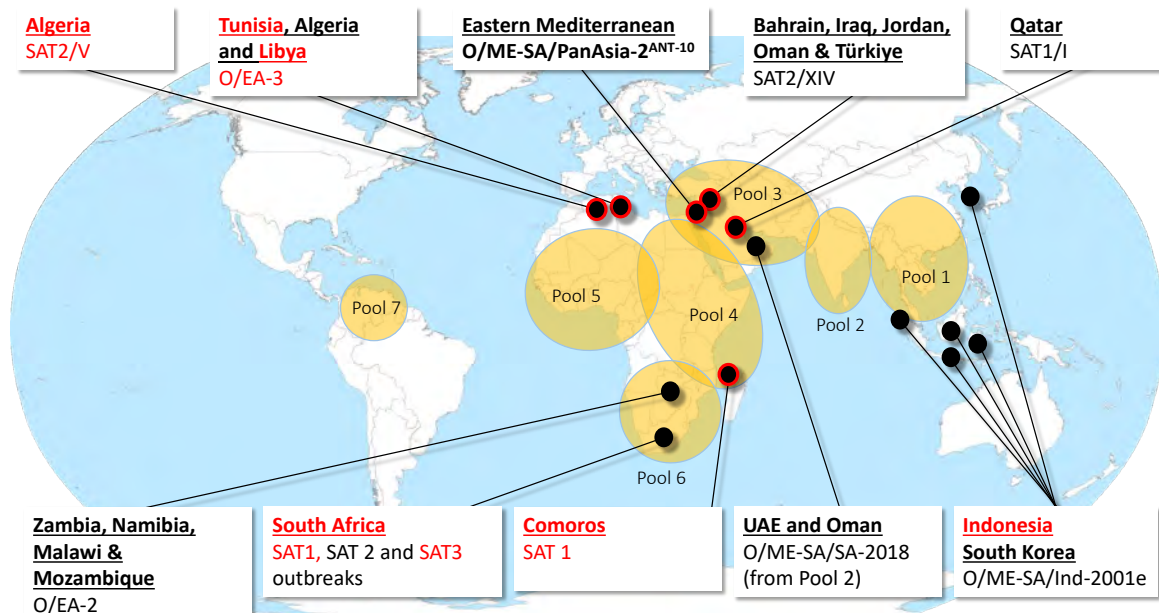 Algeria
SAT2/V
Tunisia, Algeria
and Libya
O/EA-3
Eastern Mediterranean
O/ME-SA/PanAsia-2ANT-10
Bahrain, Iraq, Jordan,
Oman & Türkiye
SAT2/XIV
Qatar
SAT1/I
Pool 3
Pool 5
Pool 4
Pool 1
Pool 7
Pool 2
Pool 6
Zambia, Namibia,
Malawi &
Mozambique
O/EA-2
South Africa
SAT1, SAT 2 and SAT3
outbreaks
Comoros
SAT 1
UAE and Oman
O/ME-SA/SA-2018
(from Pool 2)
Indonesia
South Korea
O/ME-SA/Ind-2001e